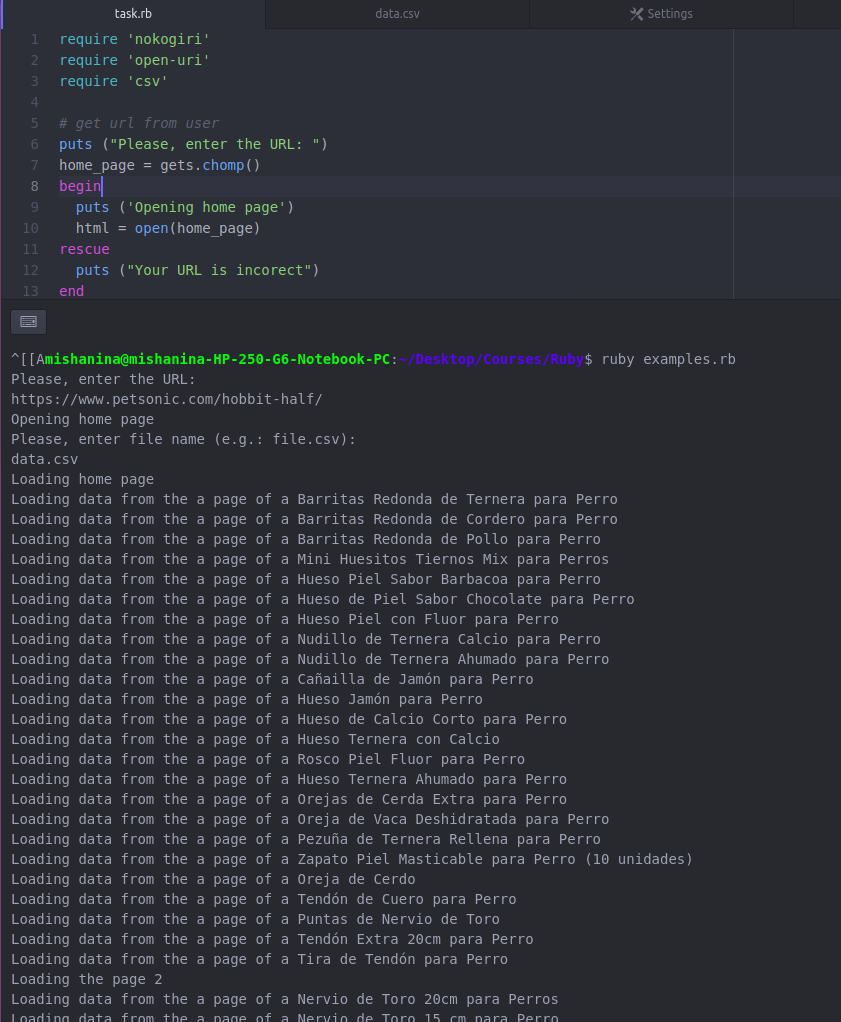 task.rb data.csv Settings
1 require 'nokogiri'
2 require 'open-uri'
3 require 'csv'
4
5 # get url from user
6 puts ("Please, enter the URL: ")
7 home_page = gets.chomp()
8 begin
9 puts ('Opening home page')
10 html = open(home_page)
11 rescue
12 puts ("Your URL is incorect")
13 end
^[[Amishanina@mishanina-HP-250-G6-Notebook-PC:~/Desktop/Courses/Ruby$ ruby examples.rb
Please, enter the URL:
https://www.petsonic.com/hobbit-half/
Opening home page
Please, enter file name (e.g.: file.csv):
data.csv
Loading home page
Loading data from the a page of a Barritas Redonda de Ternera para Perro
Loading data from the a page of a Barritas Redonda de Cordero para Perro
Loading data from the a page of a Barritas Redonda de Pollo para Perro
Loading data from the a page of a Mini Huesitos Tiernos Mix para Perros
Loading data from the a page of a Hueso Piel Sabor Barbacoa para Perro
Loading data from the a page of a Hueso de Piel Sabor Chocolate para Perro
Loading data from the a page of a Hueso Piel con Fluor para Perro
Loading data from the a page of a Nudillo de Ternera Calcio para Perro
Loading data from the a page of a Nudillo de Ternera Ahumado para Perro
Loading data from the a page of a Cañailla de Jamón para Perro
Loading data from the a page of a Hueso Jamón para Perro
Loading data from the a page of a Hueso de Calcio Corto para Perro
Loading data from the a page of a Hueso Ternera con Calcio
Loading data from the a page of a Rosco Piel Fluor para Perro
Loading data from the a page of a Hueso Ternera Ahumado para Perro
Loading data from the a page of a Orejas de Cerda Extra para Perro
Loading data from the a page of a Oreja de Vaca Deshidratada para Perro
Loading data from the a page of a Pezuña de Ternera Rellena para Perro
Loading data from the a page of a Zapato Piel Masticable para Perro (10 unidades)
Loading data from the a page of a Oreja de Cerdo
Loading data from the a page of a Tendón de Cuero para Perro
Loading data from the a page of a Puntas de Nervio de Toro
Loading data from the a page of a Tendón Extra 20cm para Perro
Loading data from the a page of a Tira de Tendón para Perro
Loading the page 2
Loading data from the a page of a Nervio de Toro 20cm para Perros
Loading data from the a page of a Nervio de Toro 15 cm para Perro